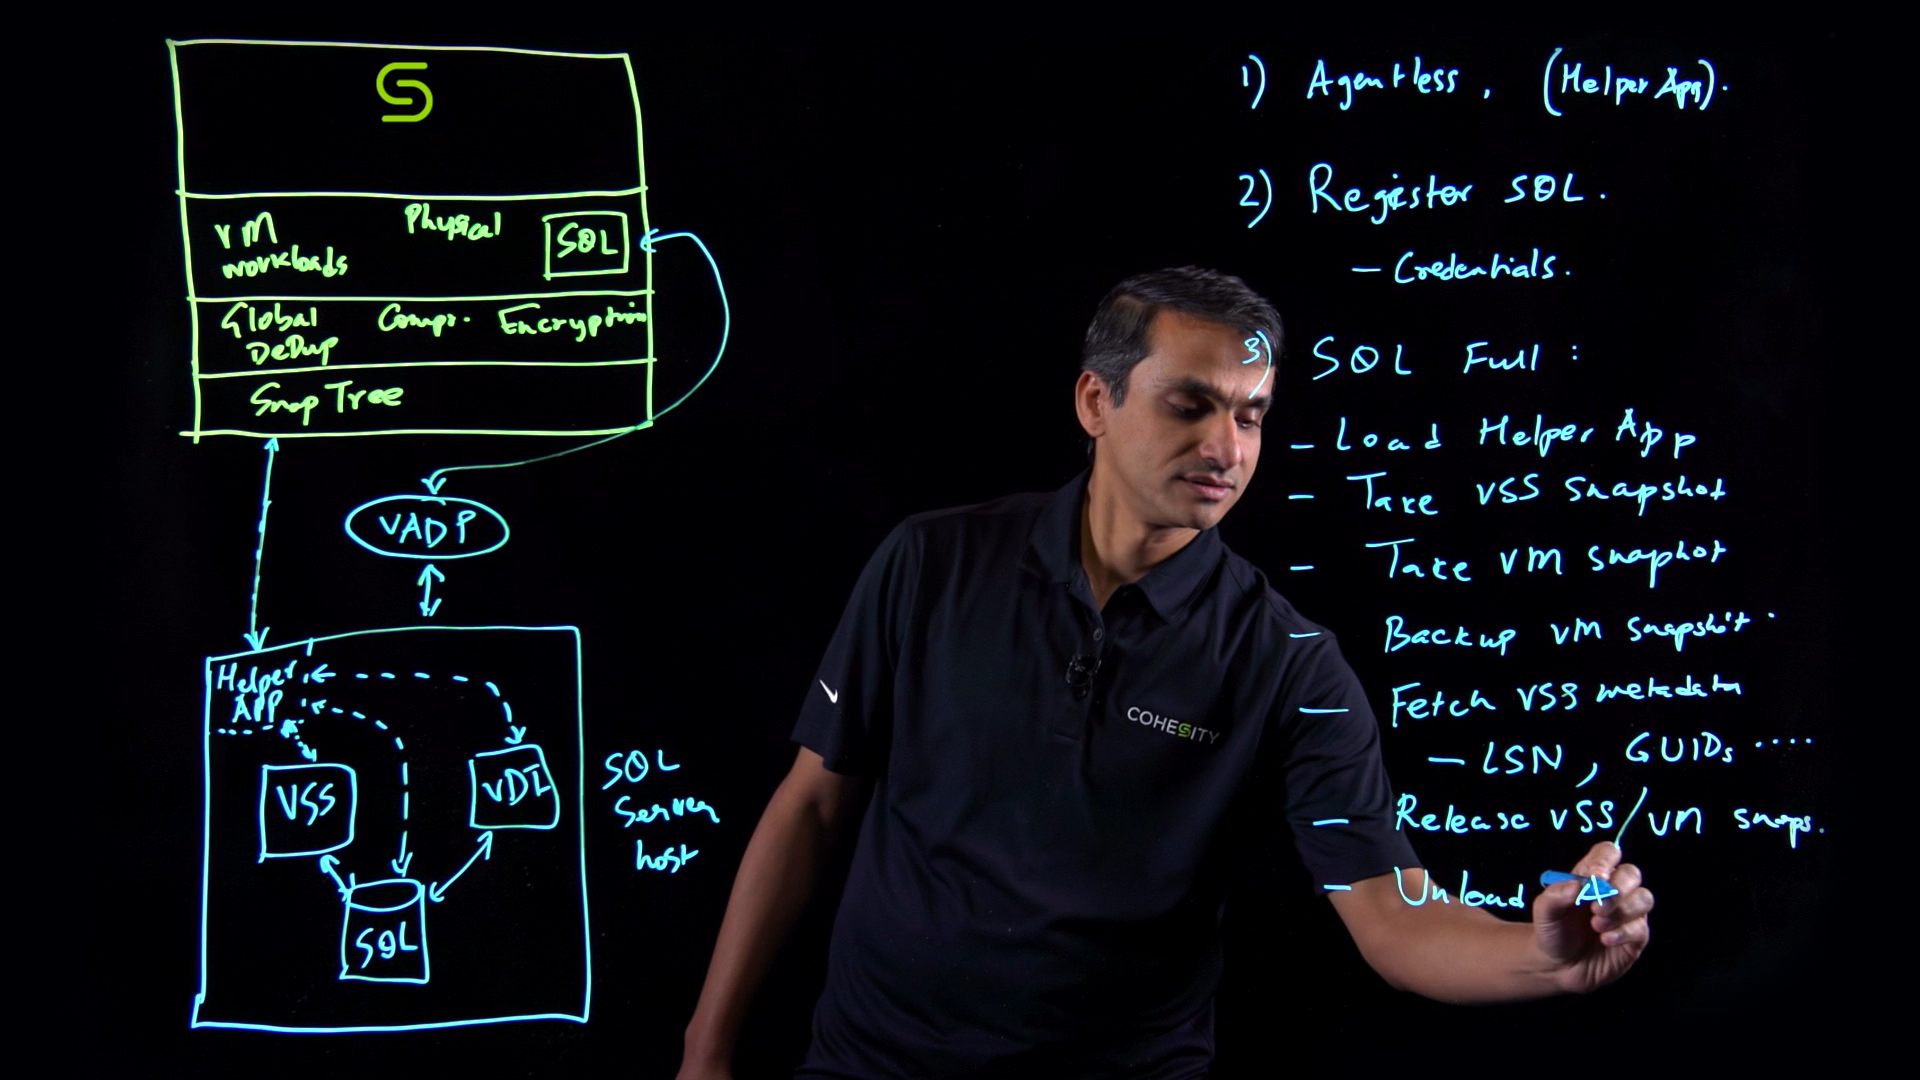 VM
workloads
Physical
SQL
Global
DeDup
Compr.
Encryption
Snap Tree
VADP
Helper
APP
VSS
VDI
SQL
SQL
Server
host
COHESITY
1) Agentless, (Helper App).
2) Register SQL.
- Credentials.
3) SQL Full :
- Load Helper App
- Take VSS Snapshot
- Take VM Snapshot
- Backup VM Snapshot.
- Fetch VSS metadata
- LSN, GUIDs ....
- Release VSS/VM snaps.
- Unload A